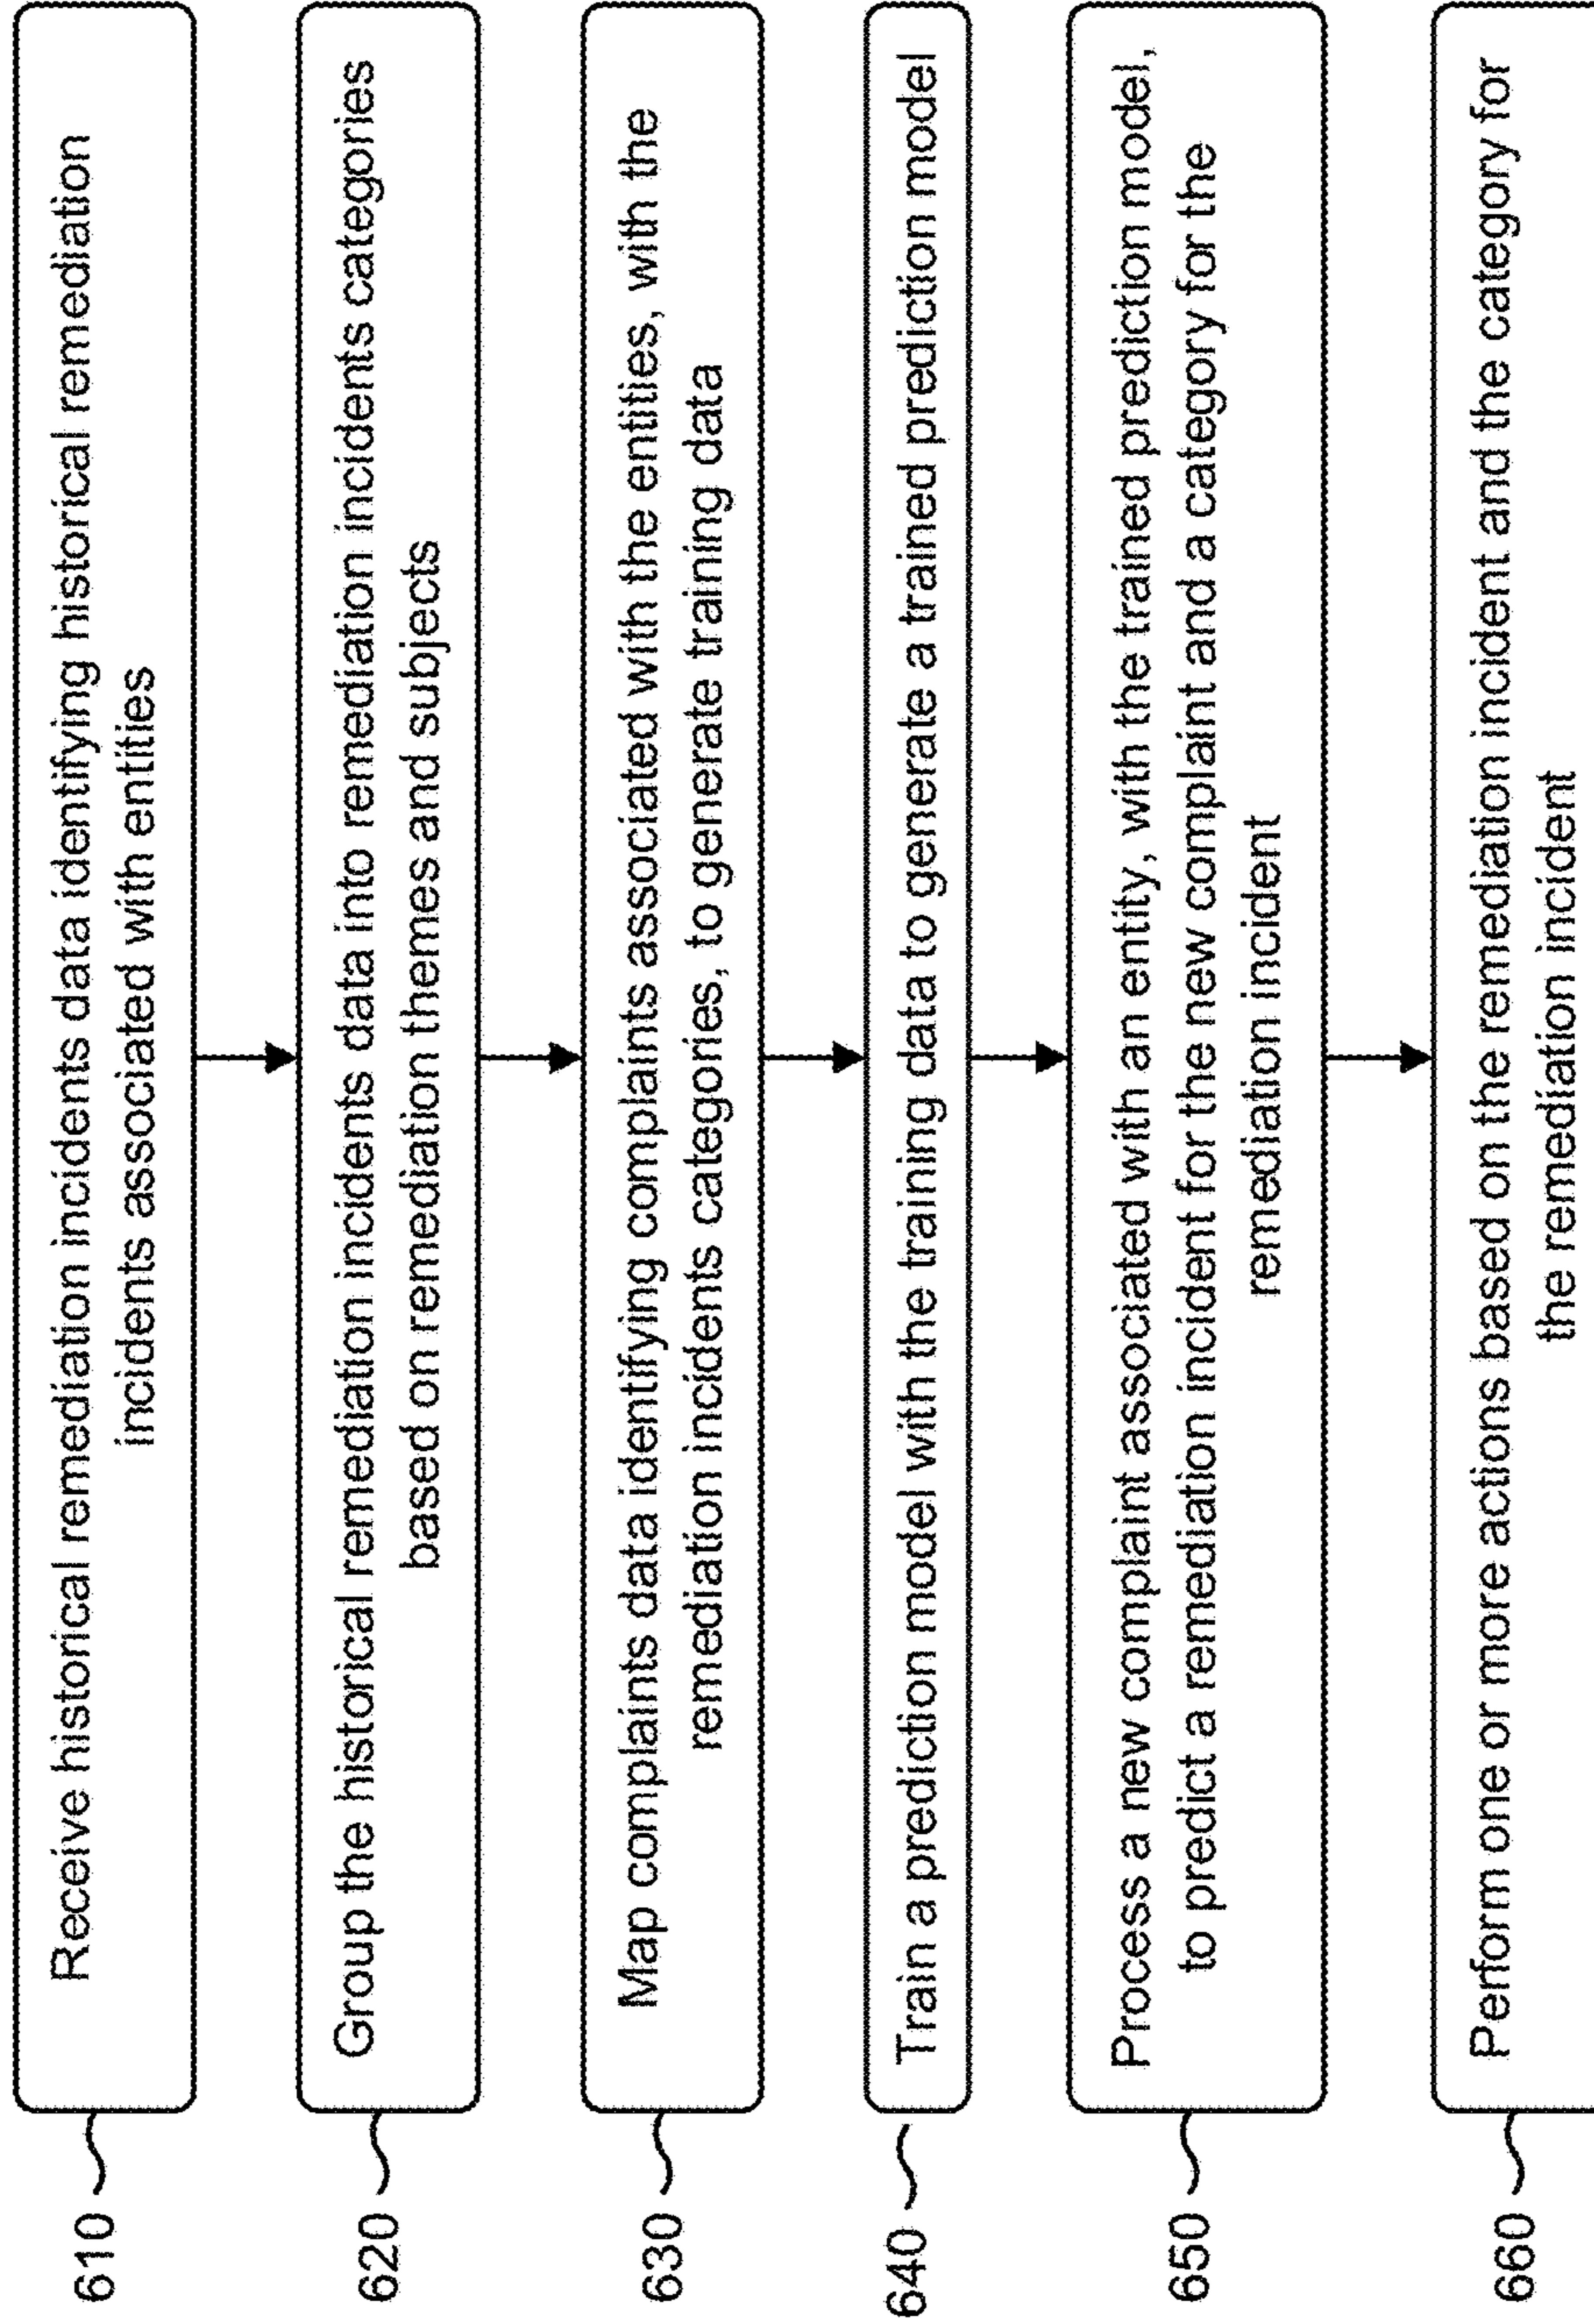 610
Receive historical remediation incidents data identifying historical remediation
incidents associated with entities
620
Group the historical remediation incidents data into remediation incidents categories
based on remediation themes and subjects
630
Map complaints data identifying complaints associated with the entities, with the
remediation incidents categories, to generate training data
640
Train a prediction model with the training data to generate a trained prediction model
650
Process a new complaint associated with an entity, with the trained prediction model,
to predict a remediation incident for the new complaint and a category for the
remediation incident
660
Perform one or more actions based on the remediation incident and the category for
the remediation incident